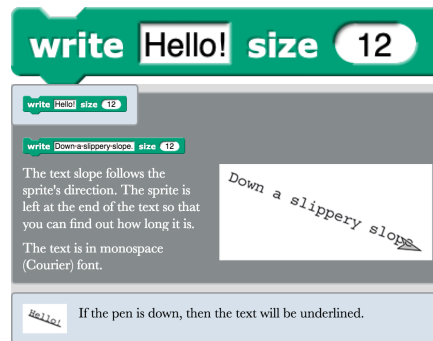 write Hello! size 12
write Hello! size 12
write Down-a-slippery-slope. size 12
The text slope follows the
sprite's direction. The sprite is
left at the end of the text so that
you can find out how long it is.
The text is in monospace
(Courier) font.
Down a slippery slope.
Hello!
If the pen is down, then the text will be underlined.